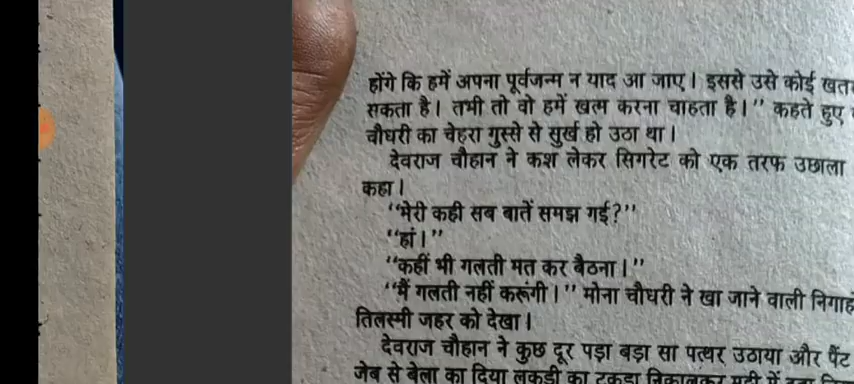 होंगे कि हमें अपना पूर्वजन्म न याद आ जाए। इससे उसे कोई
सकता है। तभी तो वो हमें खत्म करना चाहता है।’’ कहते हुए
चौधरी का चेहरा गुस्से से सुर्ख हो उठा था।
देवराज चौहान ने कश लेकर सिगरेट को एक तरफ उछाला
कहा।
‘‘मेरी कही सब बातें समझ गई?’’
‘‘हां।’’
‘‘कहीं भी गलती मत कर बैठना।’’
‘‘मैं गलती नहीं करूंगी।’’ मोना चौधरी ने खा जाने वाली
तिलस्मी जहर को देखा।
देवराज चौहान ने कुछ दूर पड़ा बड़ा सा पत्थर उठाया और पैंट
जेब से बेला का दिया लकड़ी का टुकड़ा निकालकर